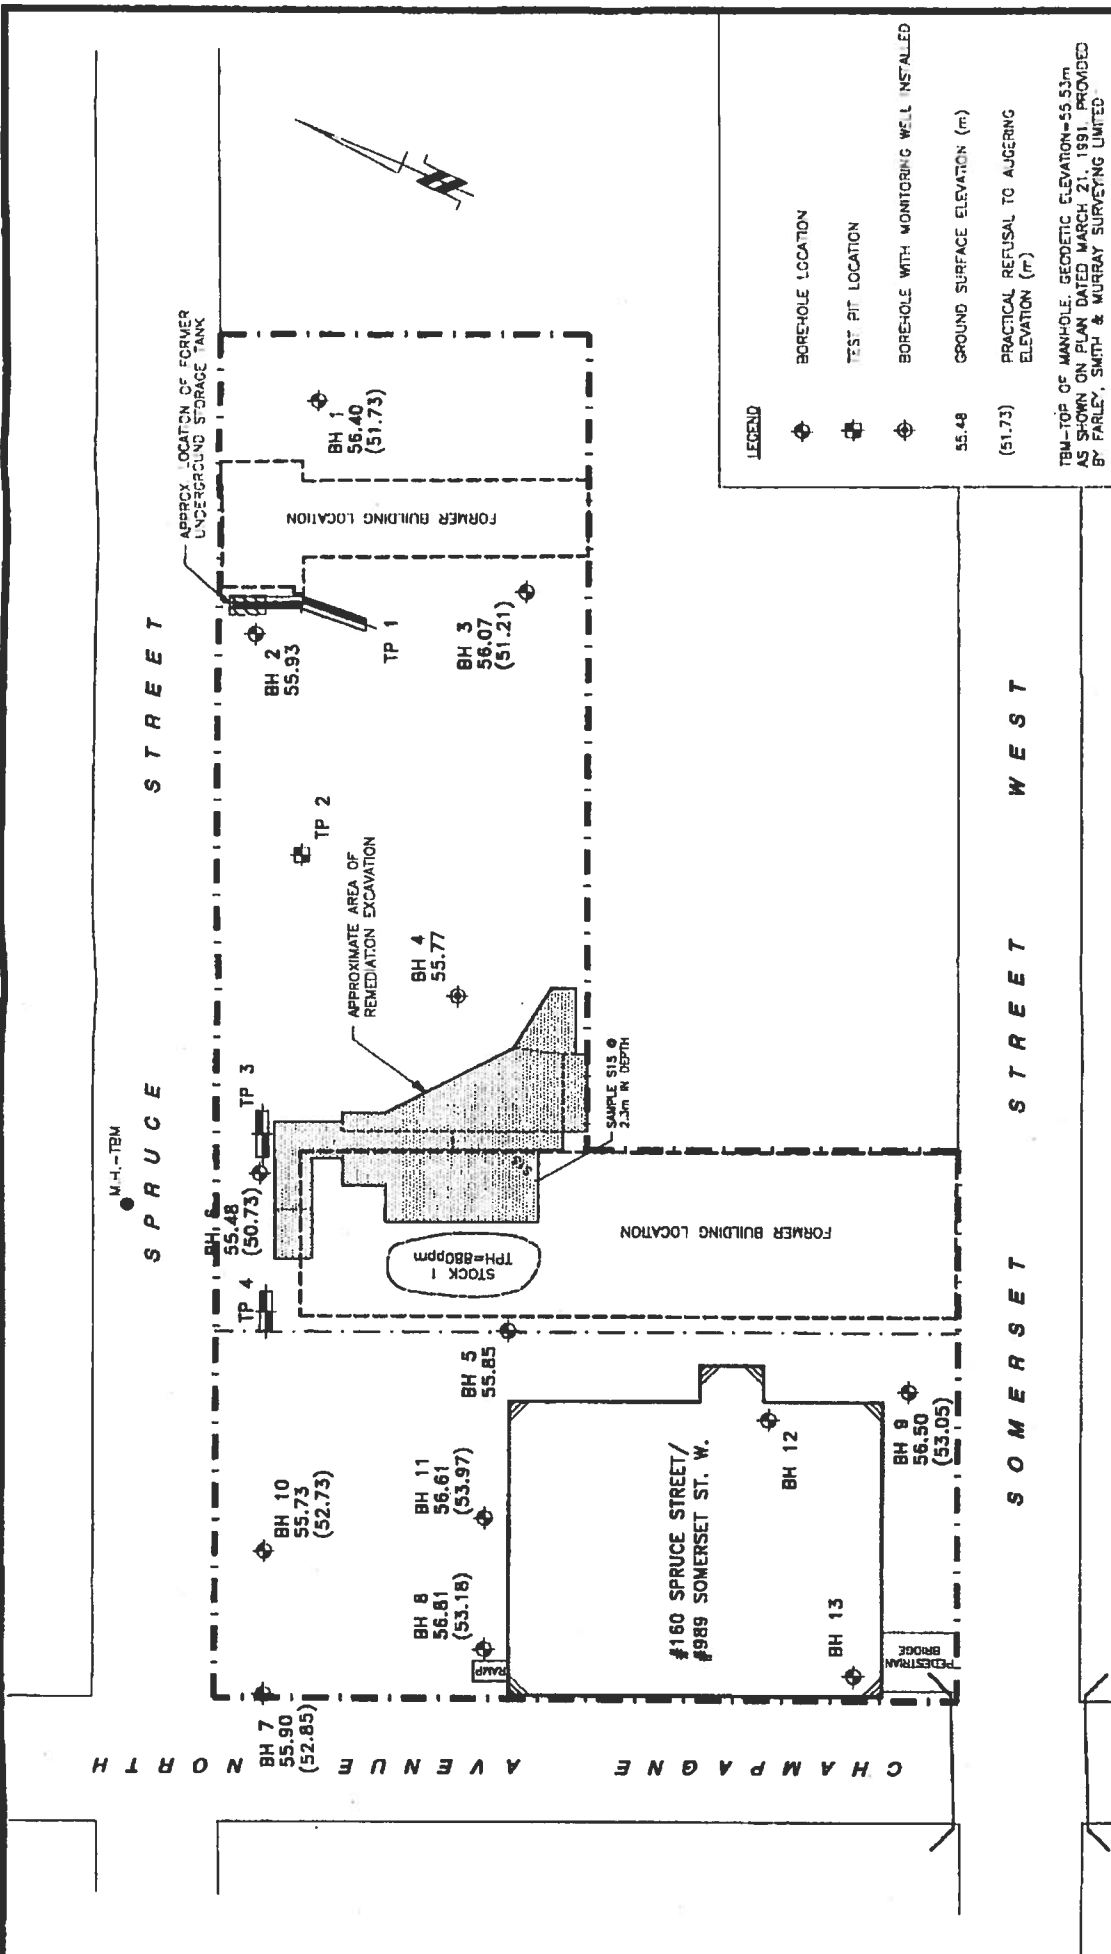 SPRUCE STREET
M.H.-TBM
APPROX. LOCATION OF FORMER
UNDERGROUND STORAGE TANK
BH 1
56.40
(51.73)
FORMER BUILDING LOCATION
BH 2
55.93
TP 1
BH 3
56.07
(51.21)
TP 2
APPROXIMATE AREA OF
REMEDIATION EXCAVATION
BH 4
55.77
TP 3
BH 6
55.48
(50.73)
TP 4
SAMPLE S15 @
2.3m IN DEPTH
STOCK 1
TPH=880ppm
FORMER BUILDING LOCATION
BH 5
55.85
BH 10
55.73
(52.73)
BH 11
56.61
(53.97)
BH 8
56.81
(53.18)
RAMP
BH 7
55.90
(52.85)
#160 SPRUCE STREET/
#989 SOMERSET ST. W.
BH 12
BH 13
BH 9
56.50
(53.05)
PEDESTRIAN
BRIDGE
CHAMPAGNE AVENUE NORTH
SOMERSET STREET WEST
LEGEND
BOREHOLE LOCATION
TEST PIT LOCATION
BOREHOLE WITH MONITORING WELL INSTALLED
55.48 GROUND SURFACE ELEVATION (m)
(51.73) PRACTICAL REFUSAL TO AUGERING
ELEVATION (m)
TBM-TOP OF MANHOLE. GEODETIC ELEVATION=55.53m
AS SHOWN ON PLAN DATED MARCH 21, 1991, PROVIDED
BY FARLEY, SMITH & MURRAY SURVEYING LIMITED